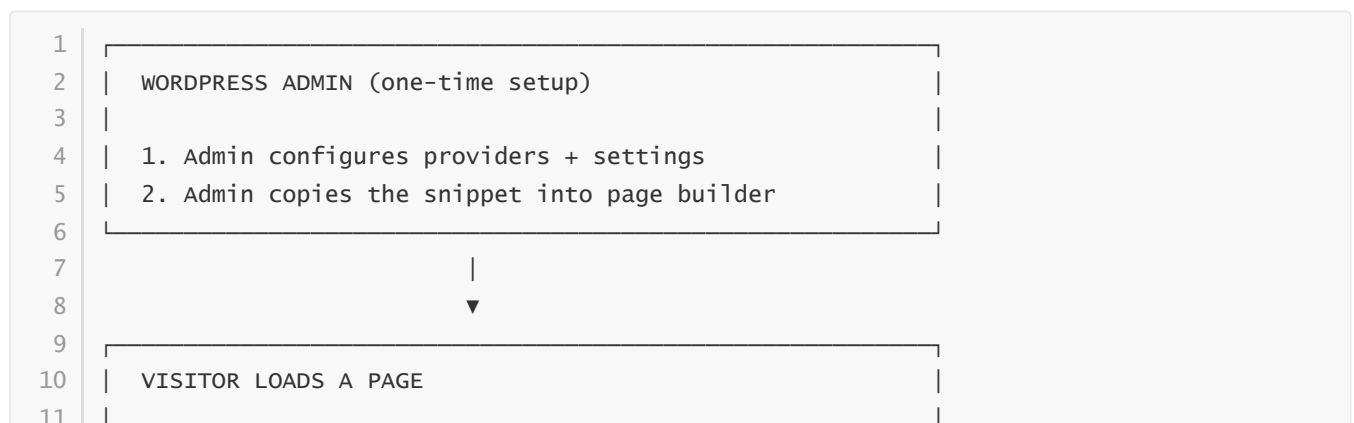 1
2 WORDPRESS ADMIN (one-time setup)
3
4 1. Admin configures providers + settings
5 2. Admin copies the snippet into page builder
6
7
8 ▼
9
10 VISITOR LOADS A PAGE
11